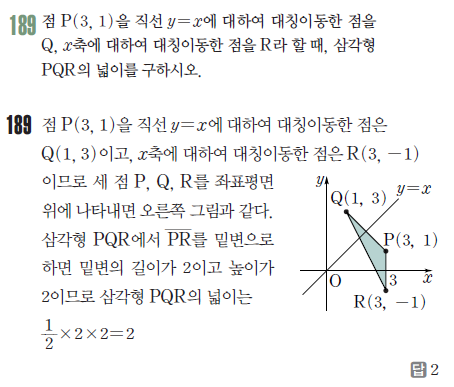 189 점 P(3, 1)을 직선 y=x에 대하여 대칭이동한 점을
Q, x축에 대하여 대칭이동한 점을 R라 할 때, 삼각형
PQR의 넓이를 구하시오.
189 점 P(3, 1)을 직선 y=x에 대하여 대칭이동한 점은
Q(1, 3)이고, x축에 대하여 대칭이동한 점은 R(3, -1)
이므로 세 점 P, Q, R를 좌표평면
위에 나타내면 오른쪽 그림과 같다.
삼각형 PQR에서 \overline{PR}를 밑변으로
하면 밑변의 길이가 2이고 높이가
2이므로 삼각형 PQR의 넓이는
\frac{1}{2}×2×2=2
y
Q(1, 3)
y=x
P(3, 1)
O
3
x
R(3, -1)
답 2